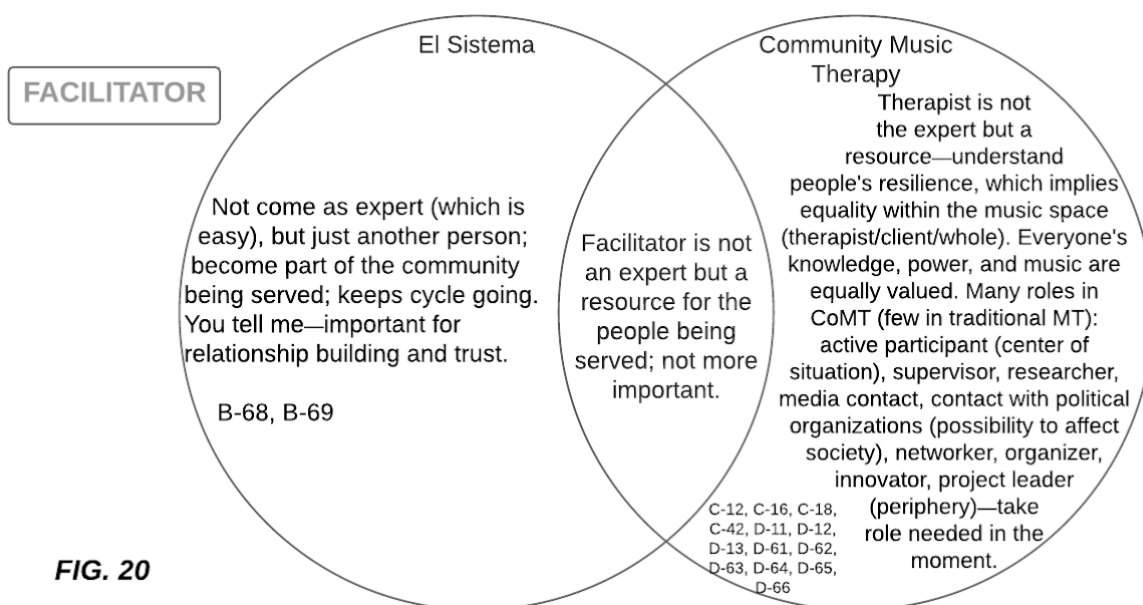 FACILITATOR
El Sistema
Not come as expert (which is
easy), but just another person;
become part of the community
being served; keeps cycle going.
You tell me—important for
relationship building and trust.
B-68, B-69
Facilitator is not
an expert but a
resource for the
people being
served; not more
important.
Community Music
Therapy
Therapist is not
the expert but a
resource—understand
people's resilience, which implies
equality within the music space
(therapist/client/whole). Everyone's
knowledge, power, and music are
equally valued. Many roles in
CoMT (few in traditional MT):
active participant (center of
situation), supervisor, researcher,
media contact, contact with political
organizations (possibility to affect
society), networker, organizer,
innovator, project leader
(periphery)—take
role needed in the
moment.
C-12, C-16, C-18,
C-42, D-11, D-12,
D-13, D-61, D-62,
D-63, D-64, D-65,
D-66
FIG. 20